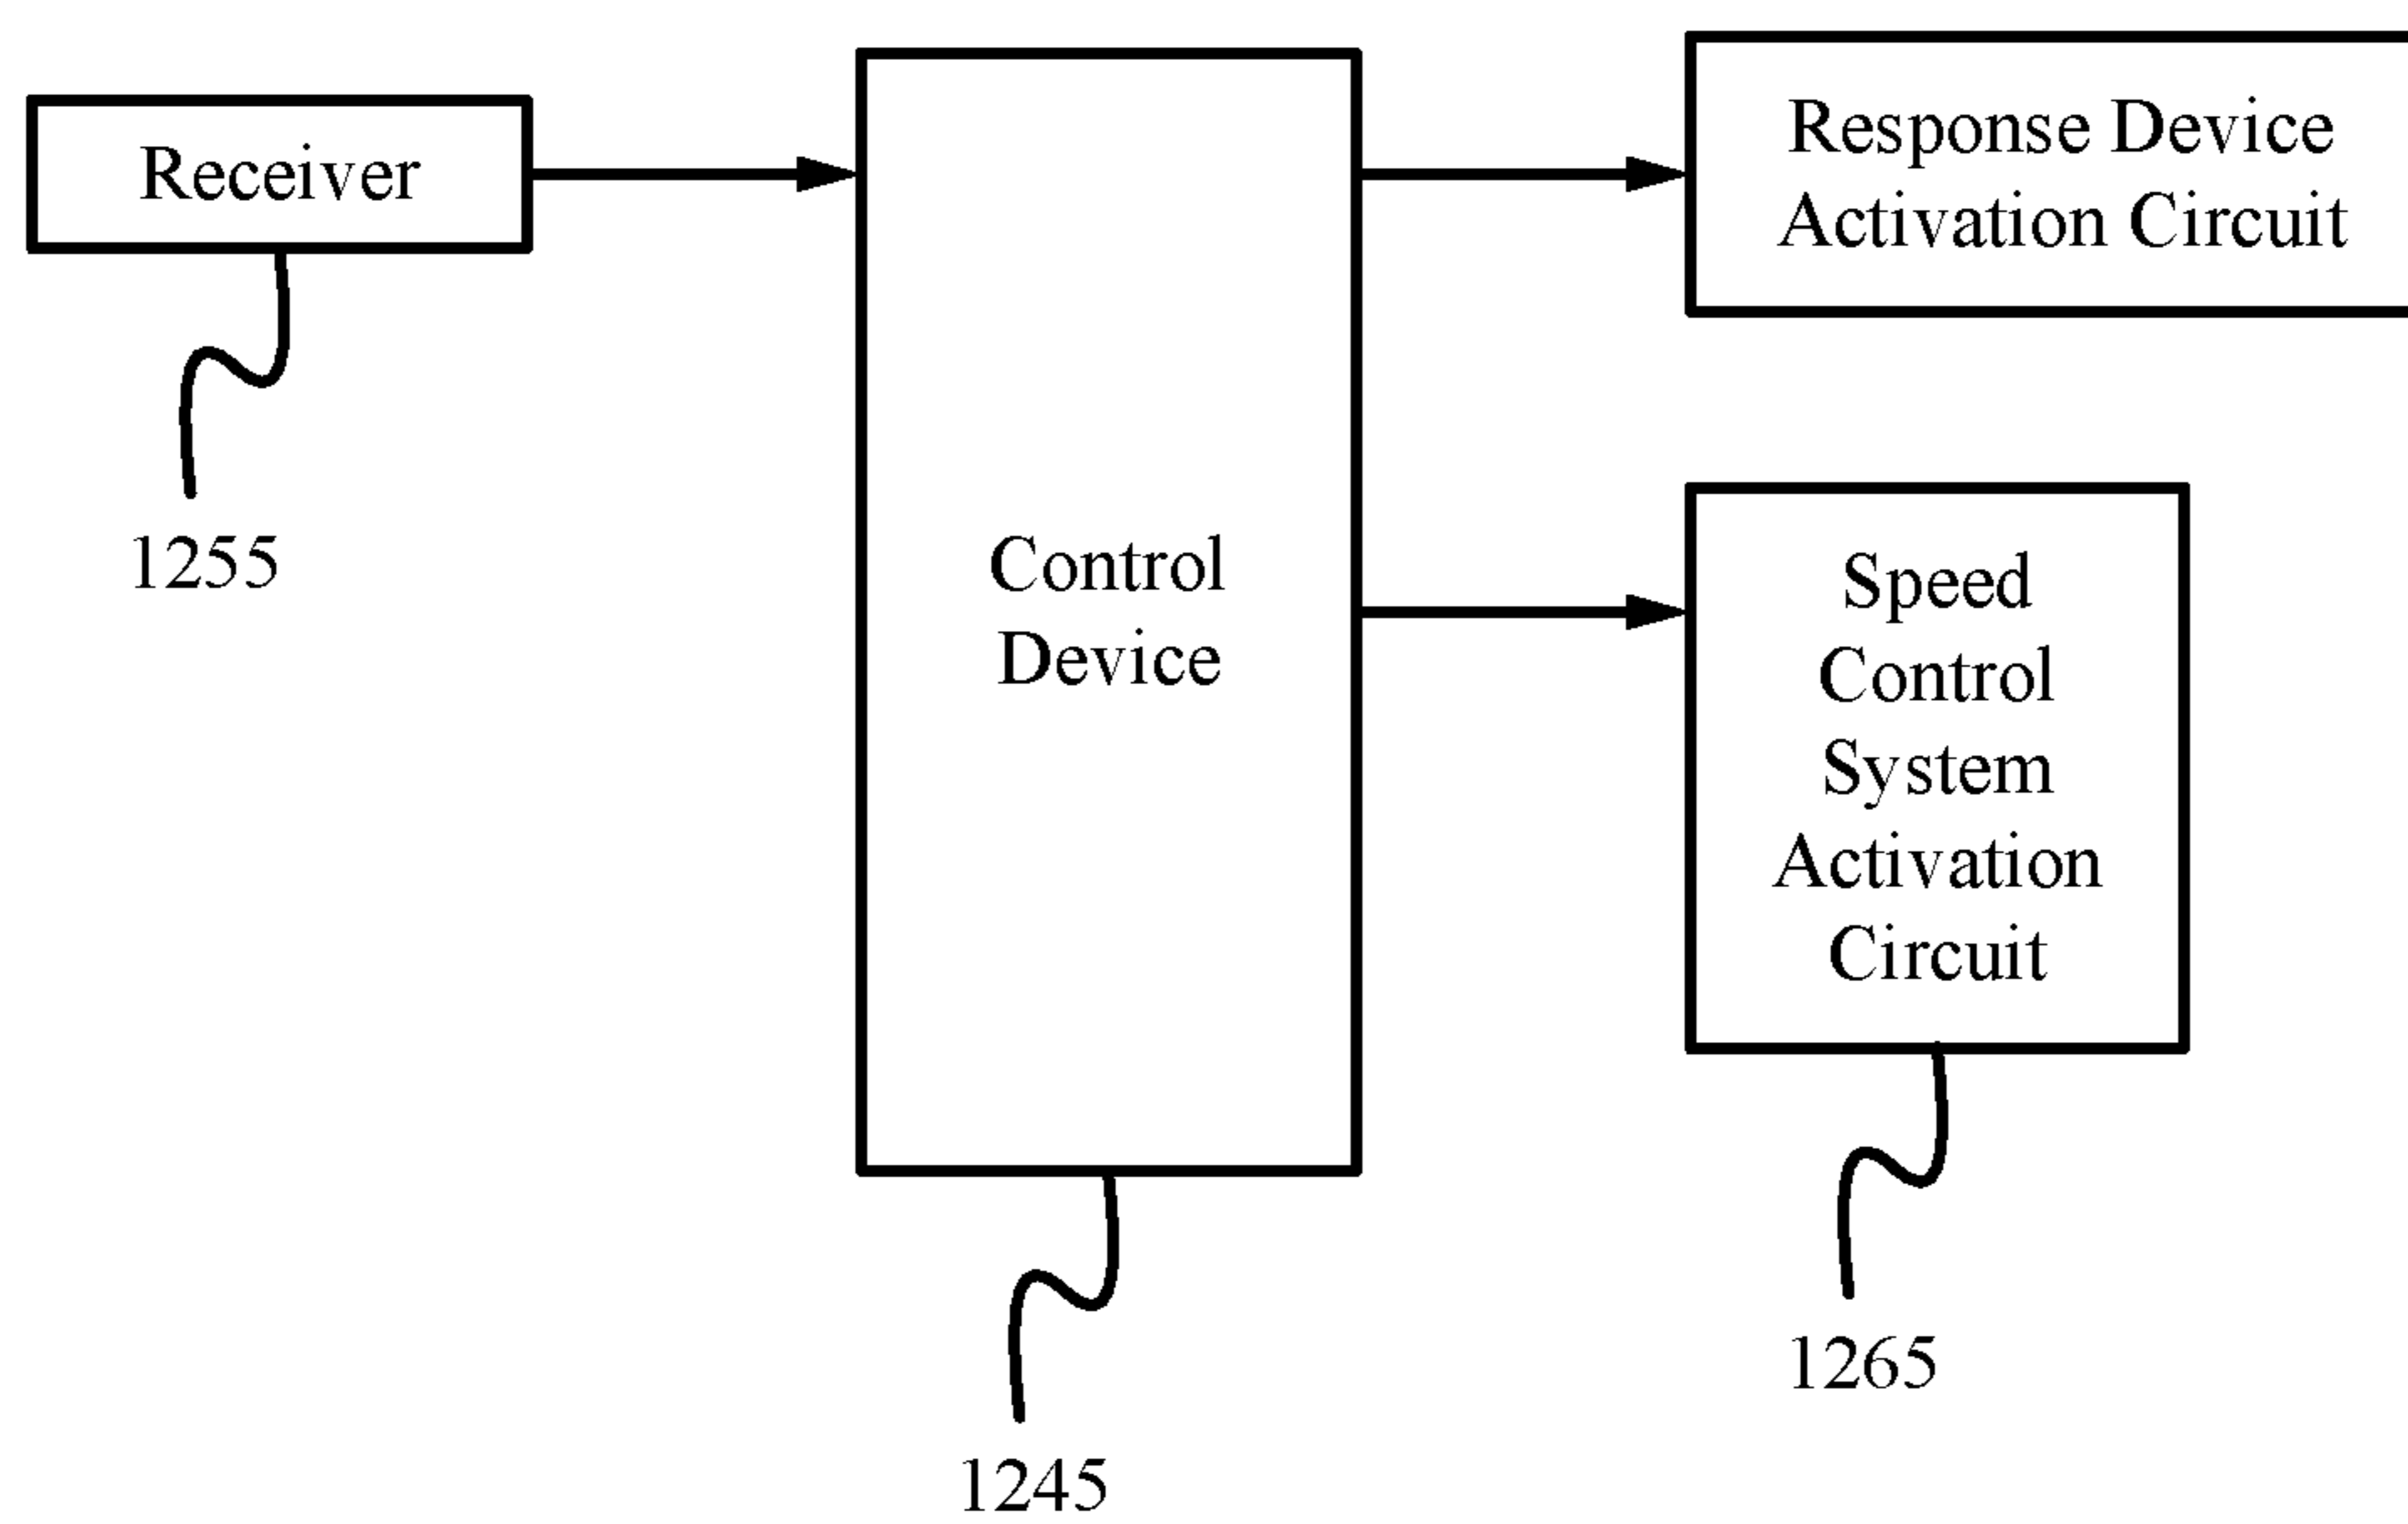 Receiver
1255
Control
Device
1245
Response Device
Activation Circuit
Speed
Control
System
Activation
Circuit
1265